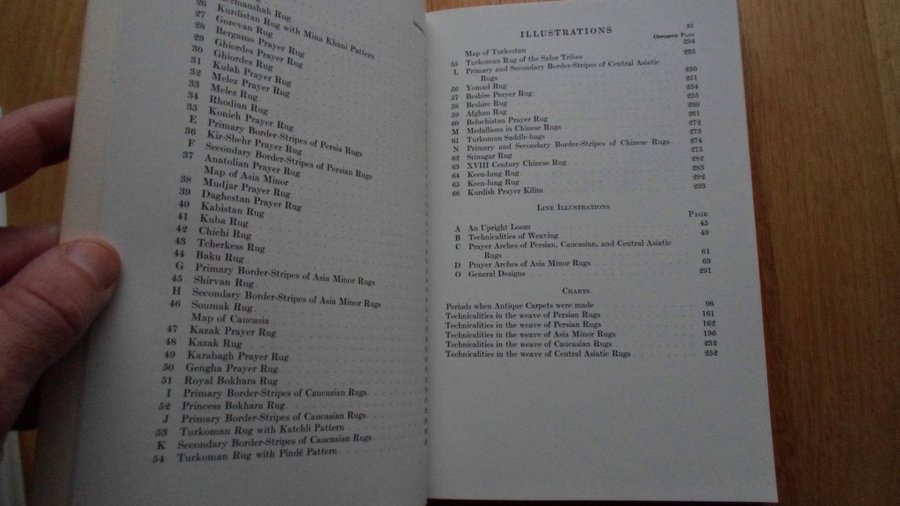 ermanshah Rug
26 Kurdistan Rug with Mina Khani Pattern
27 Gorevan Rug
28 Bergamo Prayer Rug
29 Ghiordes Prayer Rug
30 Ghiordes Rug
31 Kulah Prayer Rug
32 Melez Prayer Rug
33 Melez Rug
34 Rhodian Rug
35 Konieh Prayer Rug
E Primary Border-Stripes of Persia Rugs
36 Kir-Shehr Prayer Rug
F Secondary Border-Stripes of Persian Rugs
37 Anatolian Prayer Rug
Map of Asia Minor
38 Mudjar Prayer Rug
39 Daghestan Prayer Rug
40 Kabistan Rug
41 Kuba Rug
42 Chichi Rug
43 Tcherkess Rug
44 Baku Rug
G Primary Border-Stripes of Asia Minor Rugs
45 Shirvan Rug
H Secondary Border-Stripes of Asia Minor Rugs
46 Soumak Rug
Map of Caucasia
47 Kazak Prayer Rug
48 Kazak Rug
49 Karabagh Prayer Rug
50 Gengha Prayer Rug
51 Royal Bokhara Rug
I Primary Border-Stripes of Caucasian Rugs
52 Princess Bokhara Rug
J Primary Border-Stripes of Caucasian Rugs
53 Turkoman Rug with Katchli Pattern
K Secondary Border-Stripes of Caucasian Rugs
54 Turkoman Rug with Pindé Pattern
ILLUSTRATIONS xi
OPPOSITE PAGE
Map of Turkestan 234
55 Turkoman Rug of the Salor Tribes 235
L Primary and Secondary Border-Stripes of Central Asiatic
Rugs 250
56 Yomud Rug 251
57 Beshire Prayer Rug 254
58 Beshire Rug 255
59 Afghan Rug 260
60 Beluchistan Prayer Rug 261
M Medallions in Chinese Rugs 272
61 Turkoman Saddle-bags 273
N Primary and Secondary Border-Stripes of Chinese Rugs 274
62 Srinagar Rug 275
63 XVIII Century Chinese Rug 282
64 Keen-lung Rug 283
65 Keen-lung Rug 292
66 Kurdish Prayer Kilim 293
LINE ILLUSTRATIONS
PAGE
A An Upright Loom 45
B Technicalities of Weaving 49
C Prayer Arches of Persian, Caucasian, and Central Asiatic
Rugs 61
D Prayer Arches of Asia Minor Rugs 63
O General Designs 291
CHARTS
Periods when Antique Carpets were made 96
Technicalities in the weave of Persian Rugs 161
Technicalities in the weave of Persian Rugs 162
Technicalities in the weave of Asia Minor Rugs 196
Technicalities in the weave of Caucasian Rugs 232
Technicalities in the weave of Central Asiatic Rugs 252